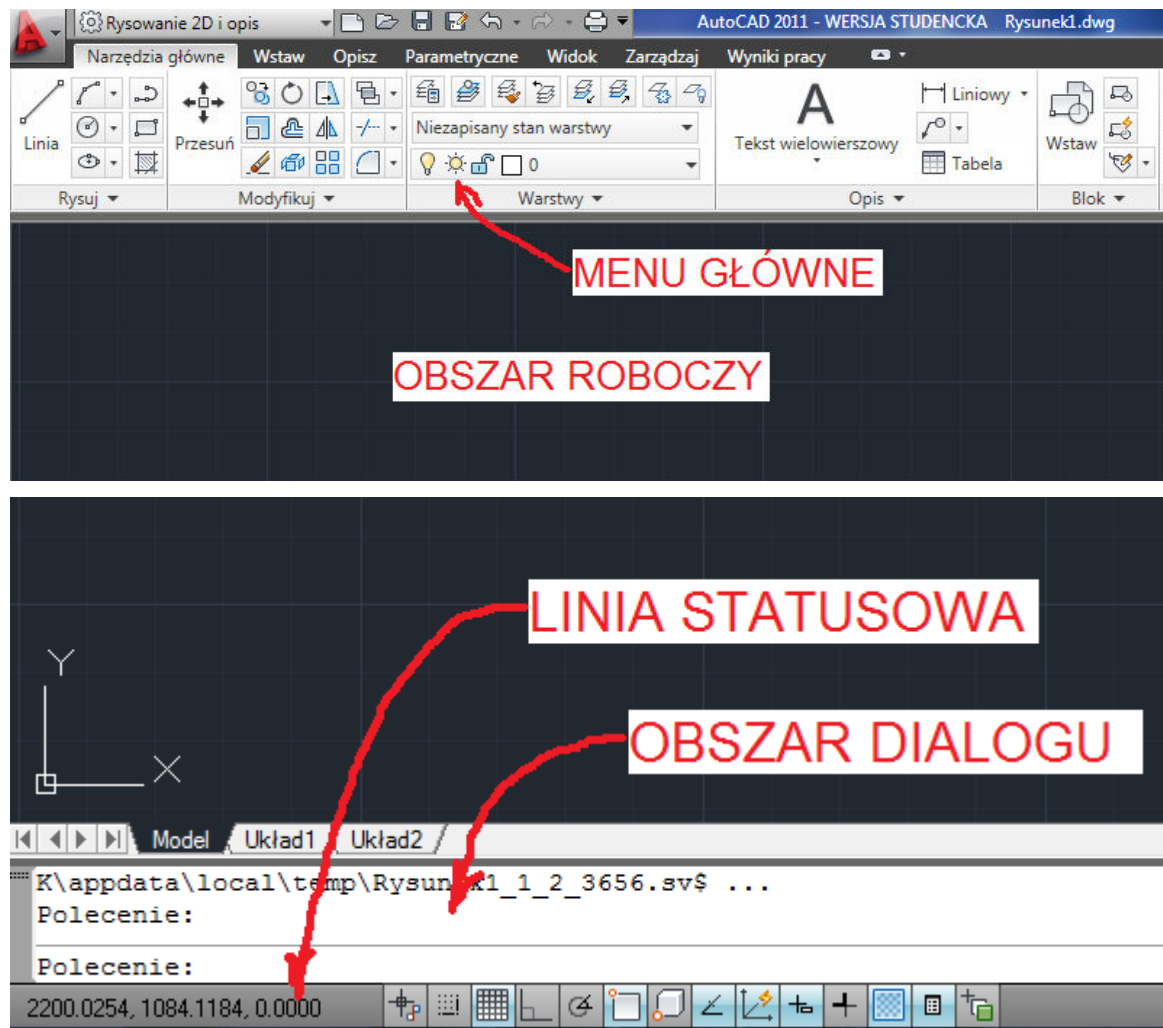 Rysowanie 2D i opis AutoCAD 2011 - WERSJA STUDENCKA Rysunek1.dwg
Narzędzia główne Wstaw Opisz Parametryczne Widok Zarządzaj Wyniki pracy
Linia Przesuń Niezapisany stan warstwy Tekst wielowierszowy Liniowy Wstaw
0 Tabela
Rysuj Modyfikuj Warstwy Opis Blok
MENU GŁÓWNE
OBSZAR ROBOCZY
LINIA STATUSOWA
Y
OBSZAR DIALOGU
X
Model Układ1 Układ2
K\appdata\local\temp\Rysunek1_1_2_3656.sv$ ...
Polecenie:
Polecenie:
2200.0254, 1084.1184, 0.0000